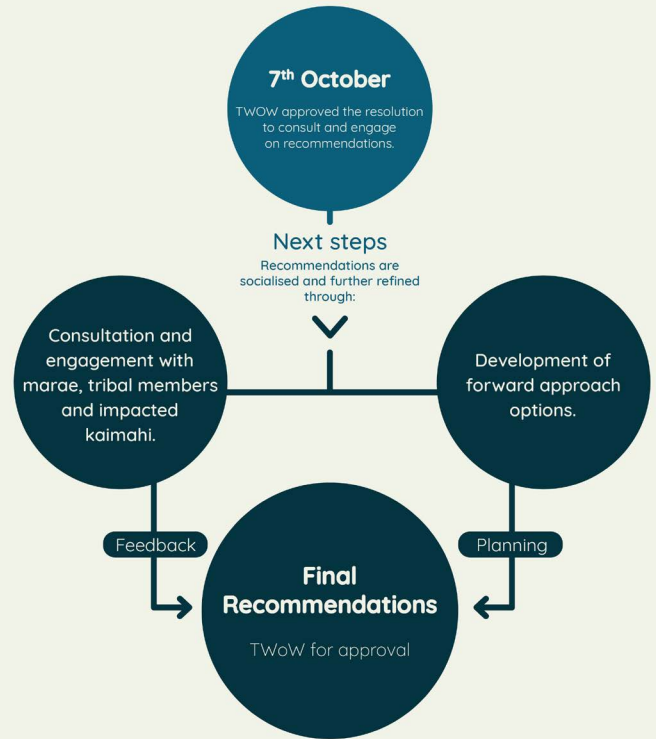 7th October
TWOW approved the resolution
to consult and engage
on recommendations.
Next steps
Recommendations are
socialised and further refined
through:
Consultation and
engagement with
marae, tribal members
and impacted
kaimahi.
Development of
forward approach
options.
Feedback
Planning
Final
Recommendations
TWoW for approval